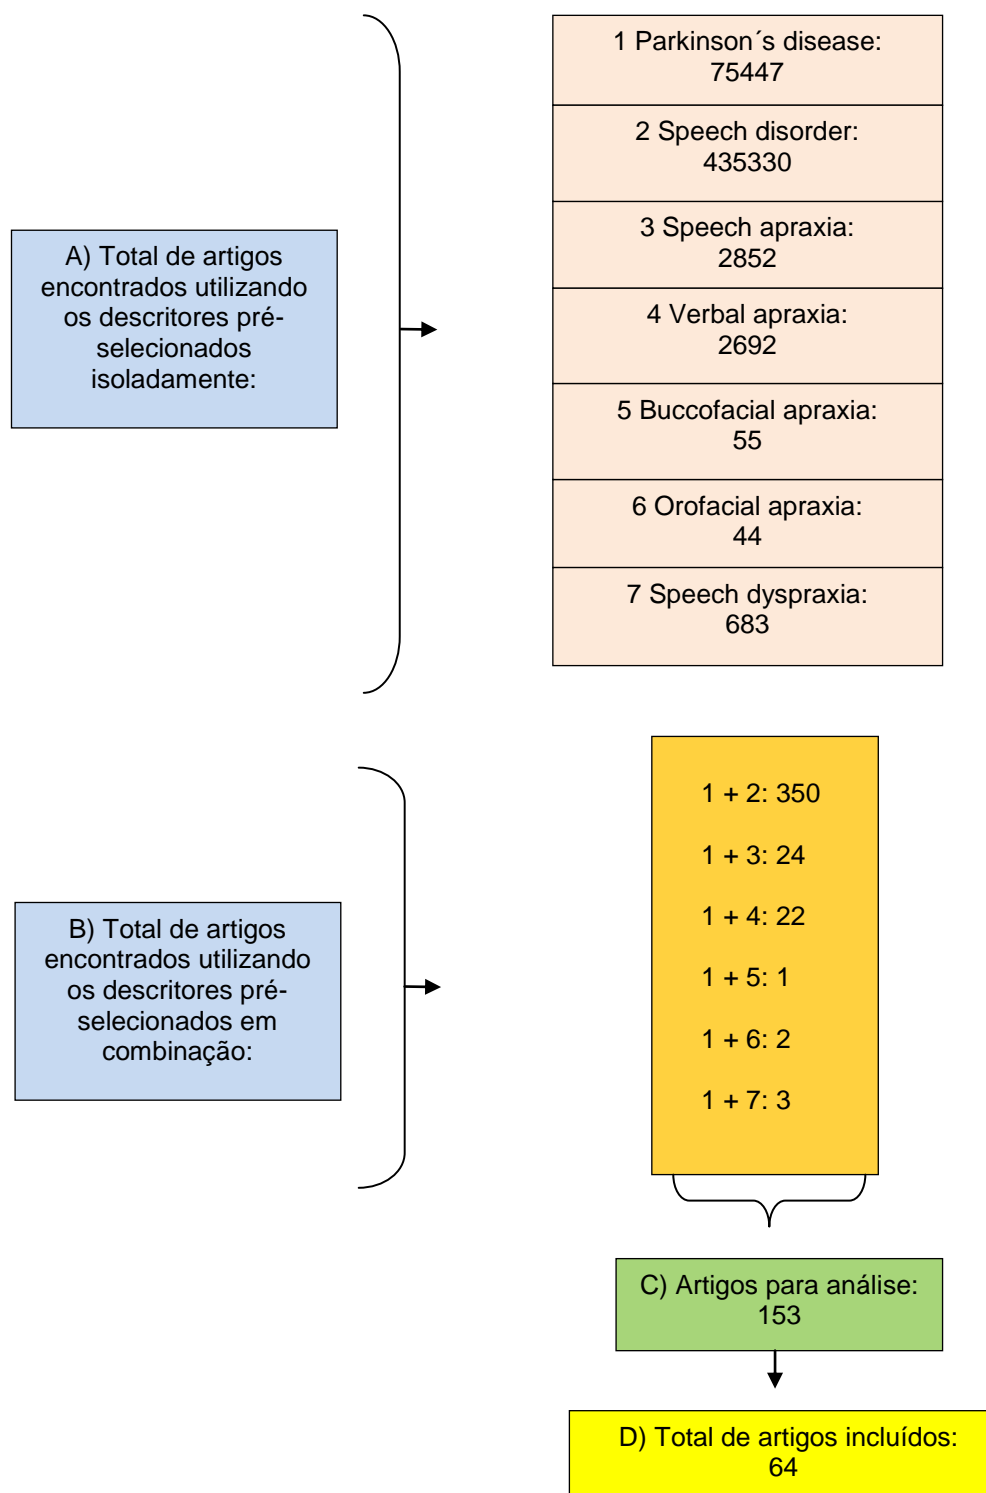 A) Total de artigos
encontrados utilizando
os descritores pré-
selecionados
isoladamente:
1 Parkinson´s disease:
75447
2 Speech disorder:
435330
3 Speech apraxia:
2852
4 Verbal apraxia:
2692
5 Buccofacial apraxia:
55
6 Orofacial apraxia:
44
7 Speech dyspraxia:
683
B) Total de artigos
encontrados utilizando
os descritores pré-
selecionados em
combinação:
1 + 2: 350
1 + 3: 24
1 + 4: 22
1 + 5: 1
1 + 6: 2
1 + 7: 3
C) Artigos para análise:
153
D) Total de artigos incluídos:
64